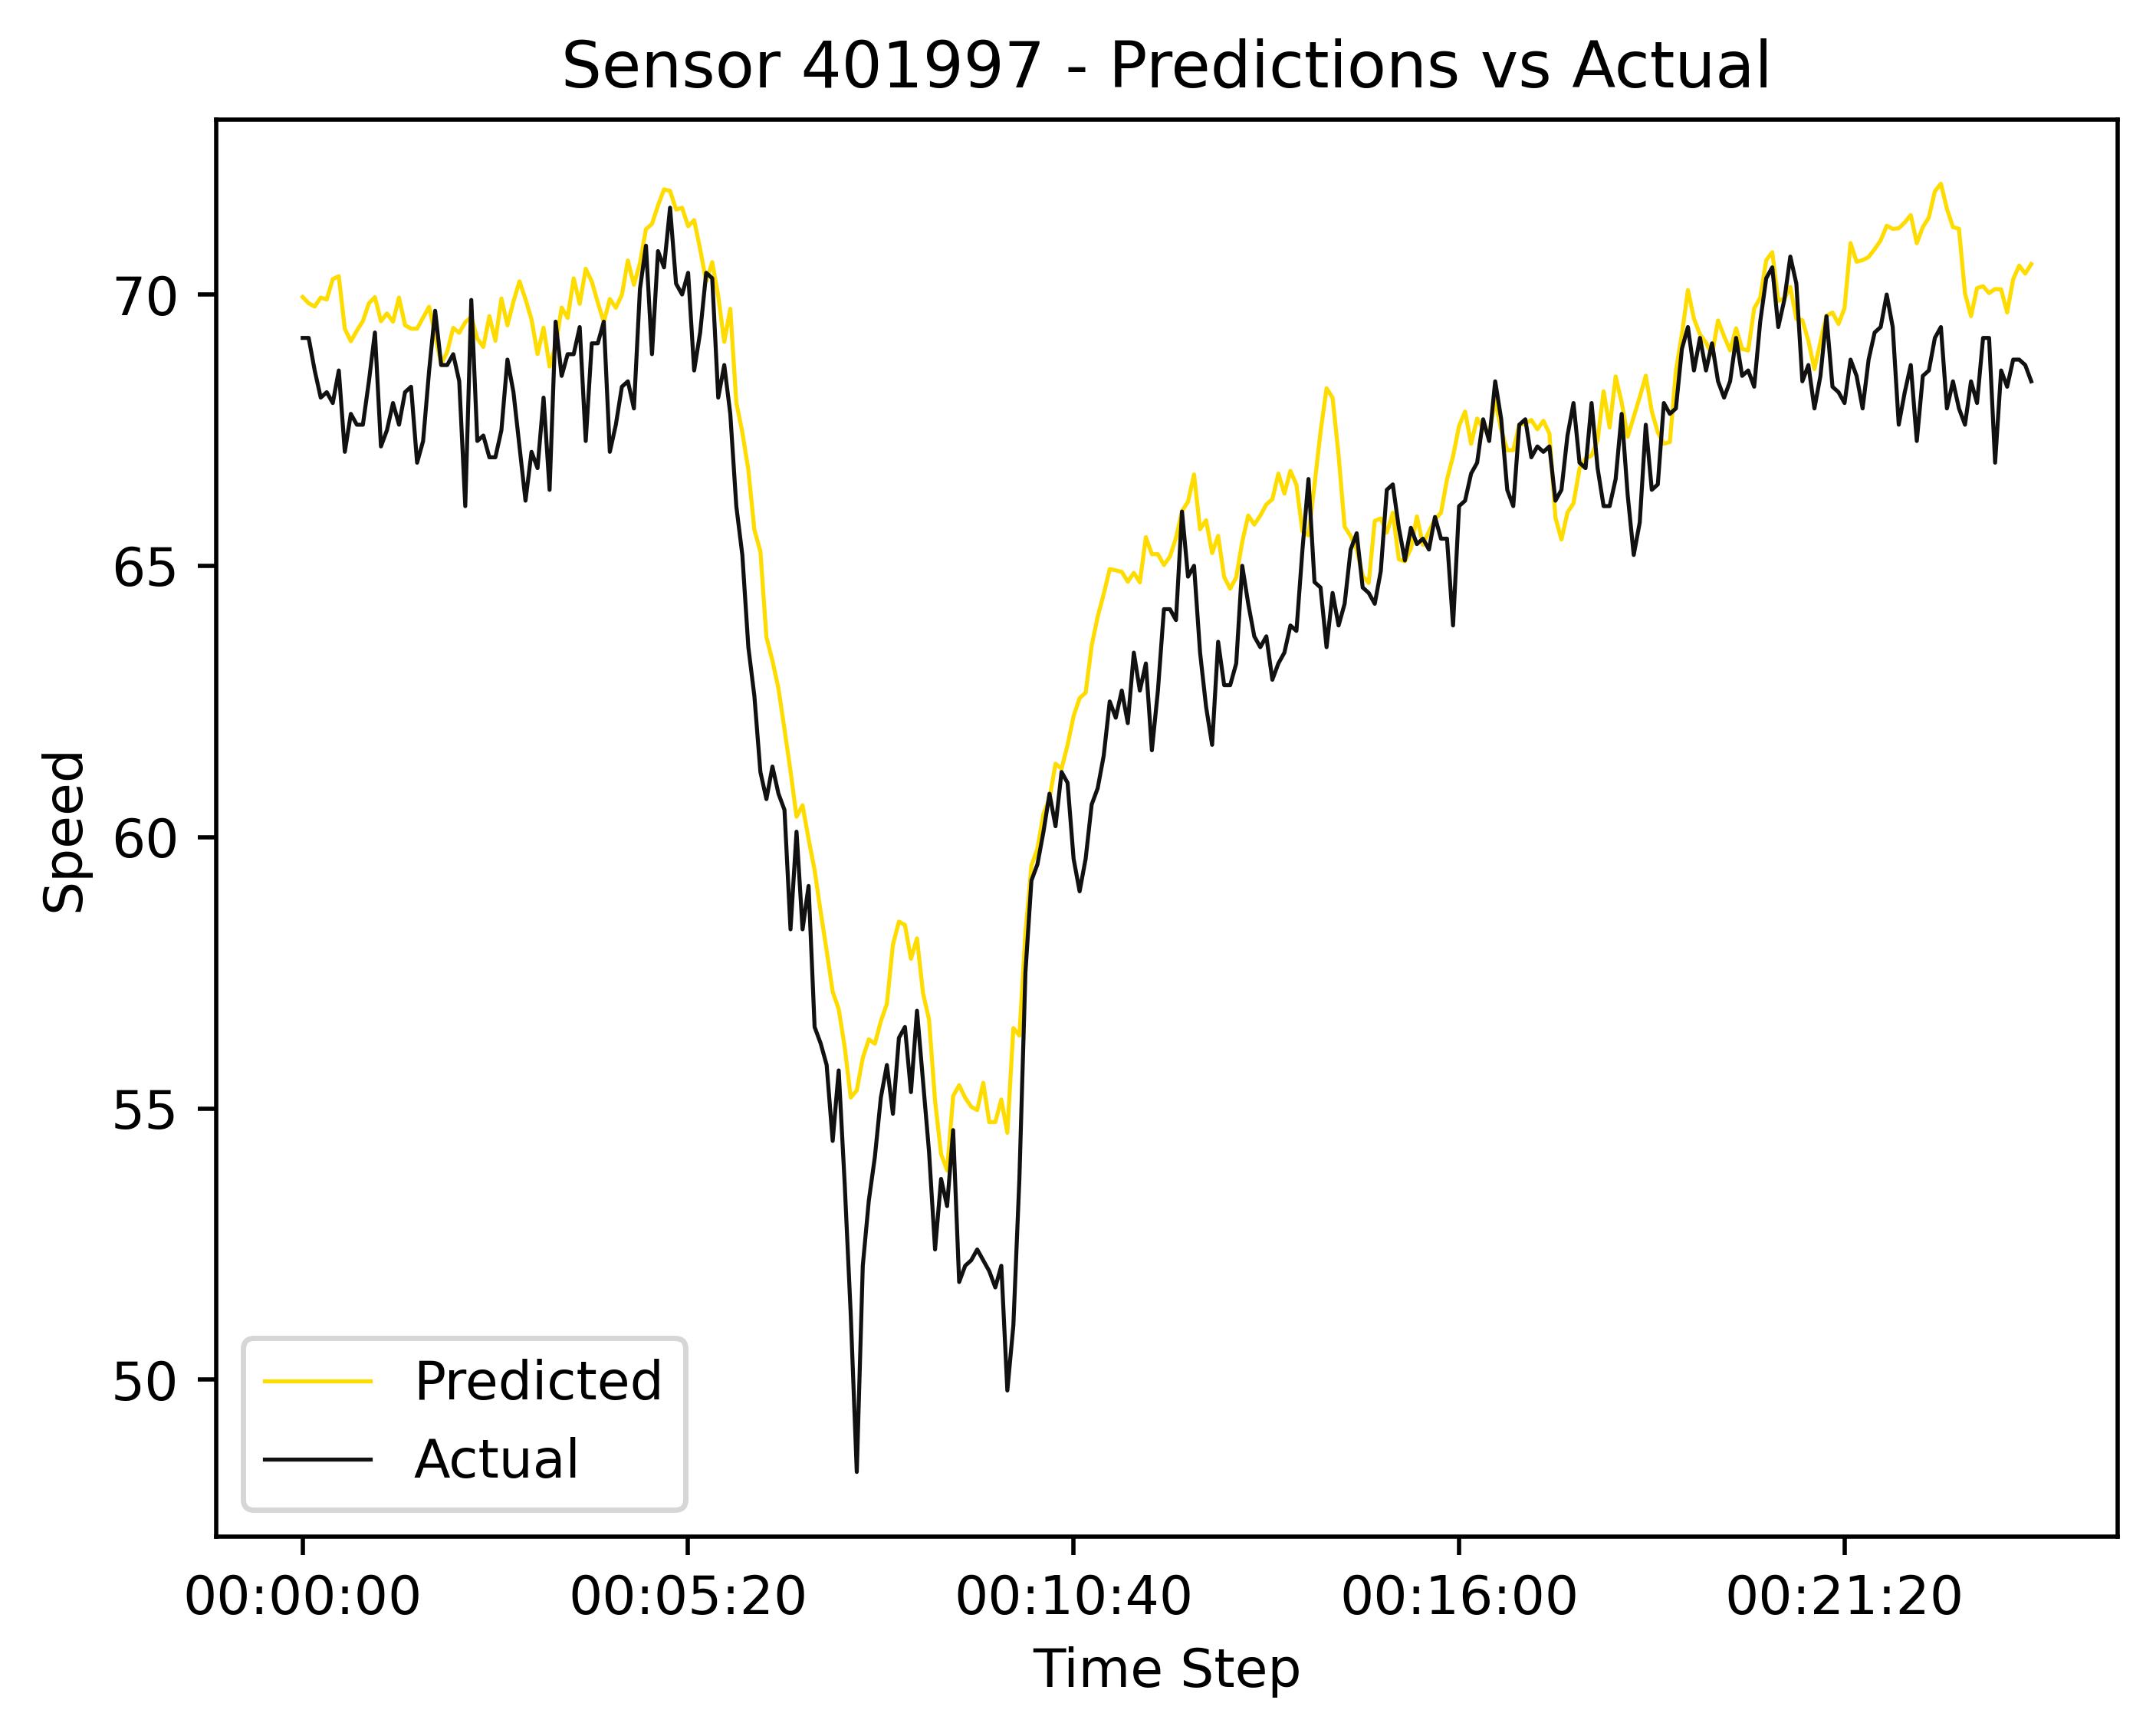 Sensor 401997 - Predictions vs Actual
70
65
60
55
50
Speed
Predicted
Actual
00:00:00 00:05:20 00:10:40 00:16:00 00:21:20
Time Step